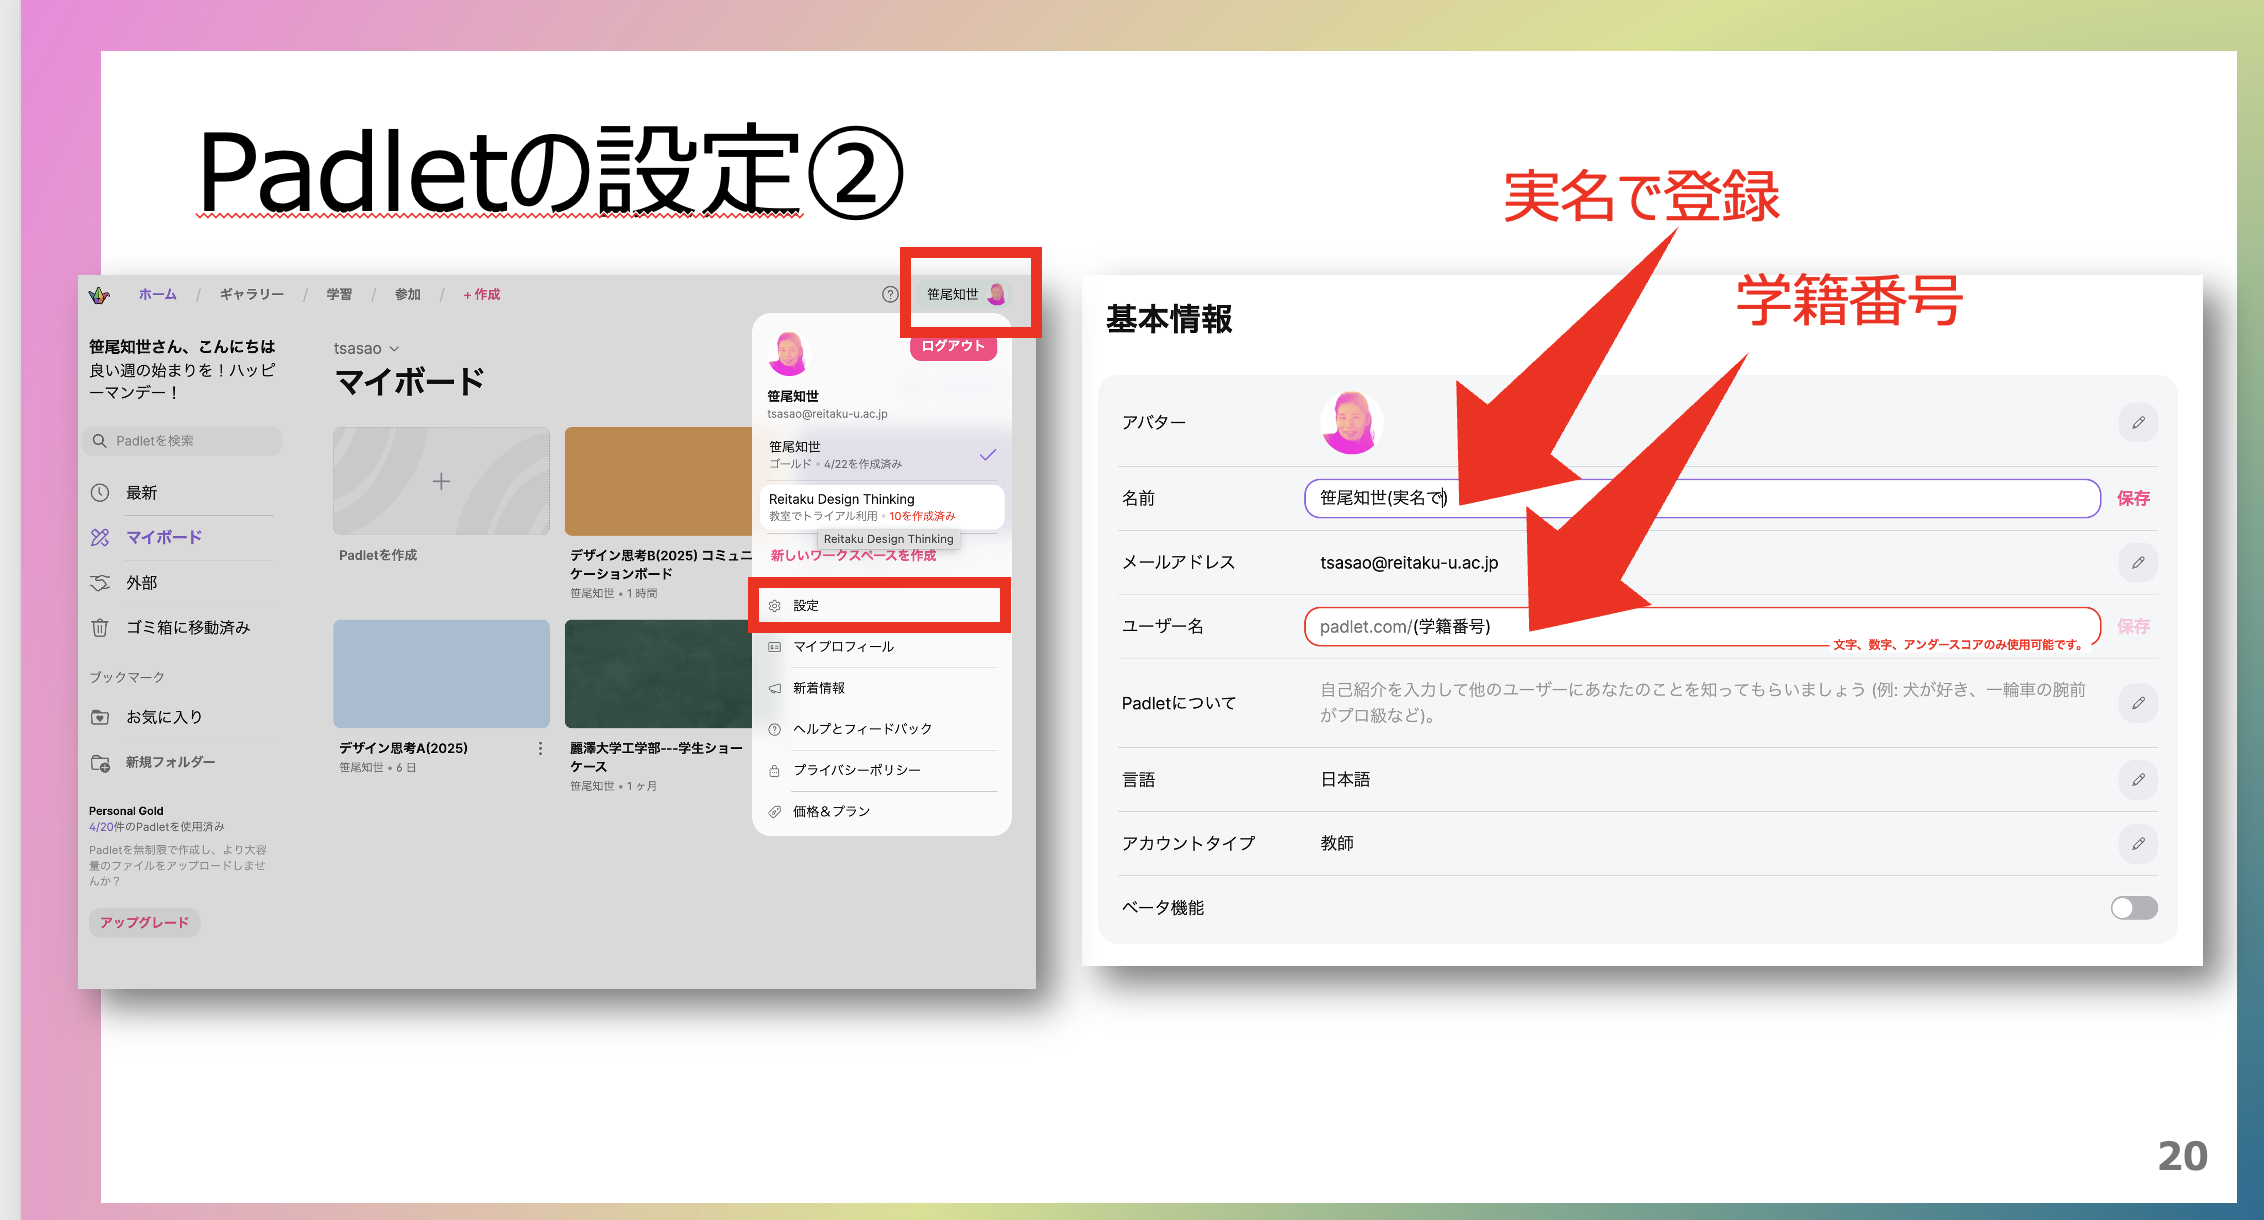 Padletの設定②
実名で登録
学籍番号
ホーム / ギャラリー / 学習 / 参加 / + 作成
笹尾知世
笹尾知世さん、こんにちは
良い週の始まりを！ハッピ
ーマンデー！
Padletを検索
最新
マイボード
外部
ゴミ箱に移動済み
ブックマーク
お気に入り
新規フォルダー
Personal Gold
4/20件のPadletを使用済み
Padletを無制限で作成し、より大容
量のファイルをアップロードしませ
んか？
アップグレード
tsasao
マイボード
Padletを作成
デザイン思考B(2025) コミュニ
ケーションボード
笹尾知世 • 1 時間
デザイン思考A(2025)
笹尾知世 • 6 日
麗澤大学工学部---学生ショー
ケース
笹尾知世 • 1 ヶ月
ログアウト
笹尾知世
tsasao@reitaku-u.ac.jp
笹尾知世
ゴールド • 4/22を作成済み
Reitaku Design Thinking
教室でトライアル利用 • 10を作成済み
Reitaku Design Thinking
新しいワークスペースを作成
設定
マイプロフィール
新着情報
ヘルプとフィードバック
プライバシーポリシー
価格＆プラン
基本情報
アバター
名前
笹尾知世(実名で)
保存
メールアドレス
tsasao@reitaku-u.ac.jp
ユーザー名
padlet.com/(学籍番号)
保存
文字、数字、アンダースコアのみ使用可能です。
Padletについて
自己紹介を入力して他のユーザーにあなたのことを知ってもらいましょう (例: 犬が好き、一輪車の腕前
がプロ級など)。
言語
日本語
アカウントタイプ
教師
ベータ機能
20